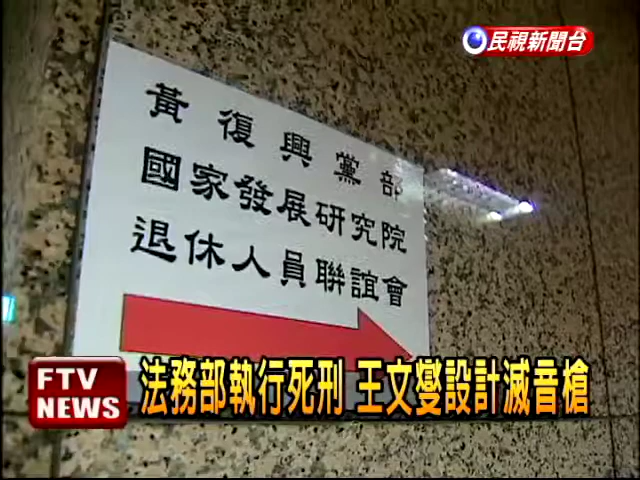 民視新聞台
黃復興黨部
國家發展研究院
退休人員聯誼會
FTV
NEWS
法務部執行死刑 王文燮設計滅音槍